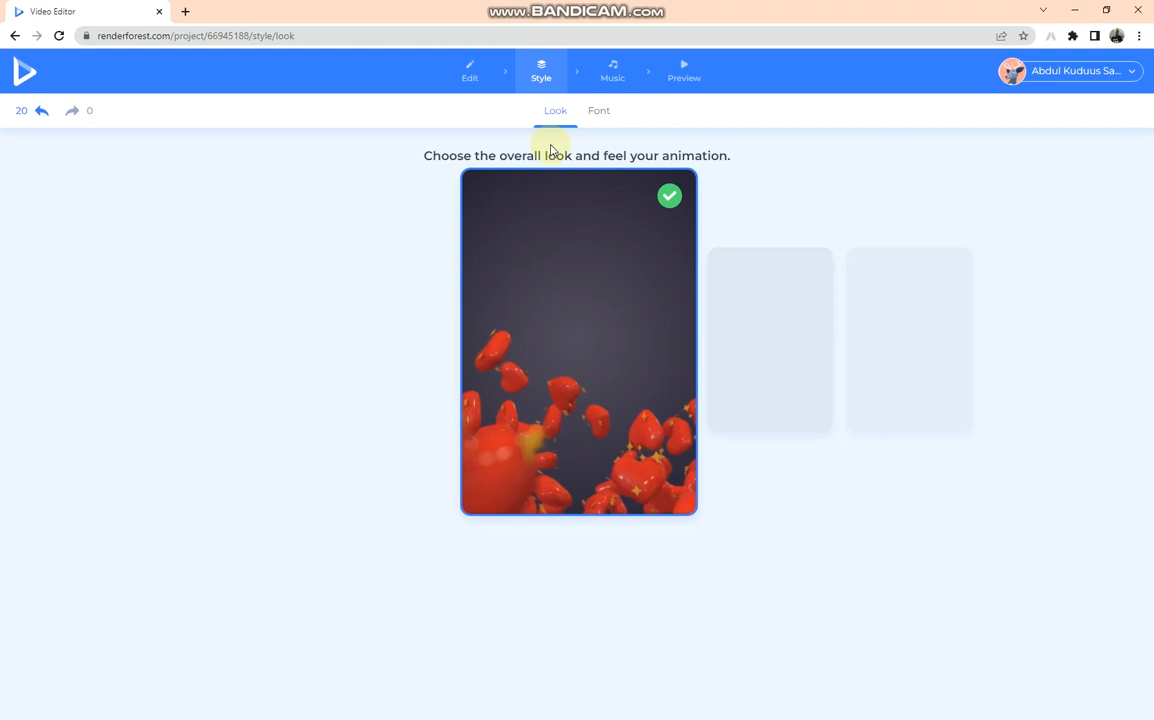 Video Editor
www.BANDICAM.com
renderforest.com/project/66945188/style/look
Edit
Style
Music
Preview
Abdul Kuduus Sa...
20
0
Look
Font
Choose the overall look and feel your animation.